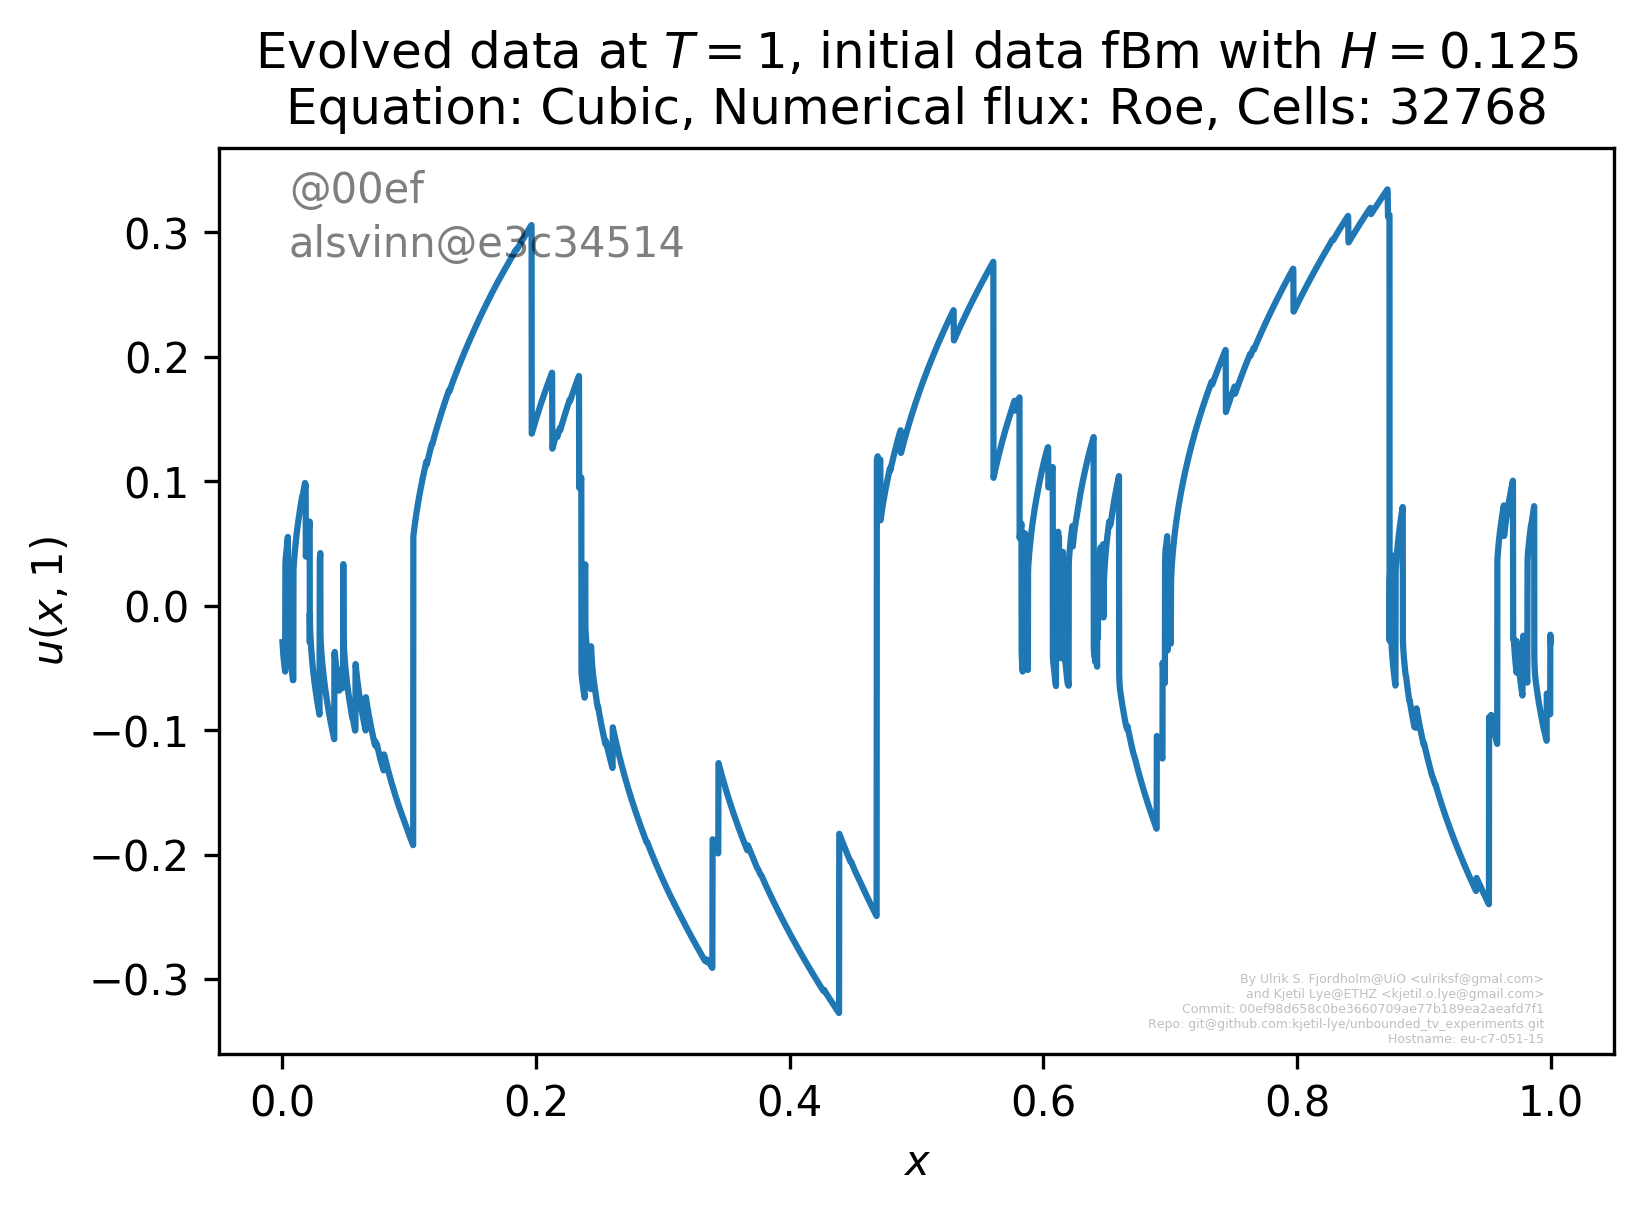 Evolved data at T = 1, initial data fBm with H = 0.125
Equation: Cubic, Numerical flux: Roe, Cells: 32768
@00ef
alsvinn@e3c34514
0.3
0.2
0.1
0.0
−0.1
−0.2
−0.3
u(x, 1)
By Ulrik S. Fjordholm@UiO <ulriksf@gmal.com>
and Kjetil Lye@ETHZ <kjetil.o.lye@gmail.com>
Commit: 00ef98d658c0be3660709ae77b189ea2aeafd7f1
Repo: git@github.com:kjetil-lye/unbounded_tv_experiments.git
Hostname: eu-c7-051-15
0.0 0.2 0.4 0.6 0.8 1.0
x